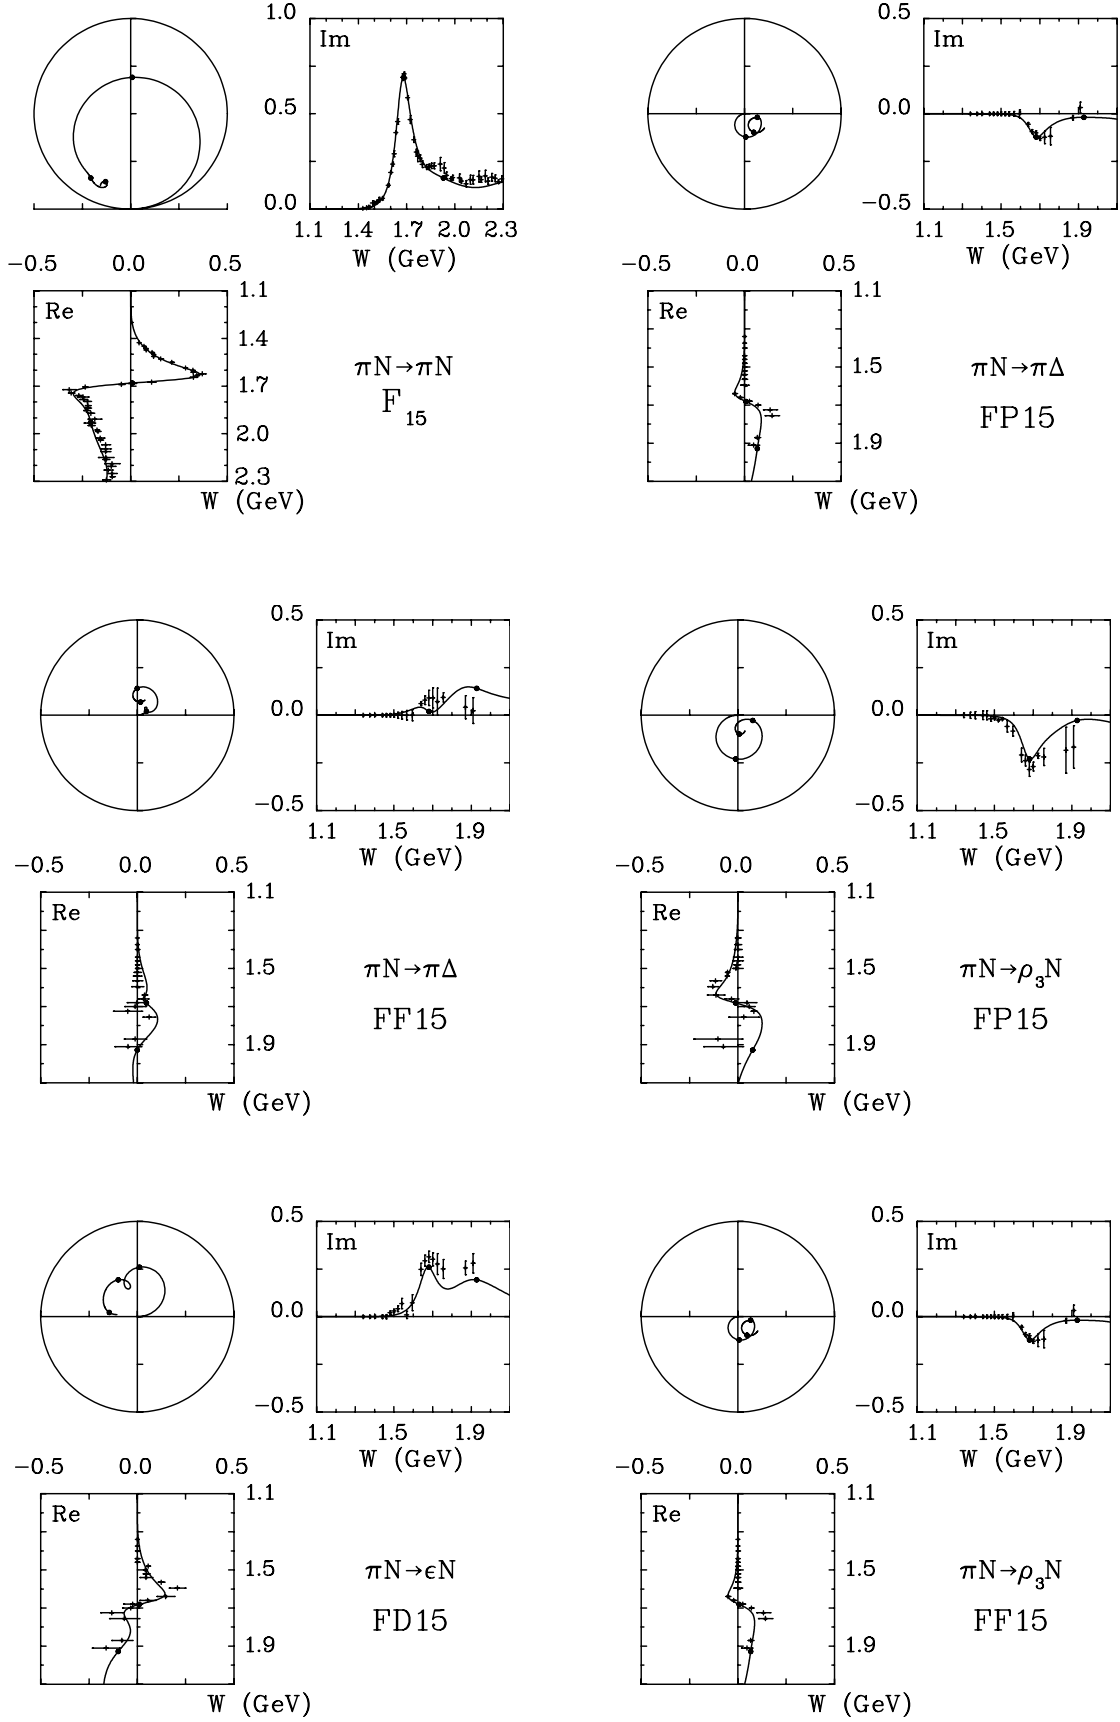 1.0
Im
0.5
0.0
1.1 1.4 1.7 2.0 2.3
W (GeV)
−0.5 0.0 0.5
Re
1.1
1.4
1.7
2.0
2.3
W (GeV)
πN→πN
F15
0.5
Im
0.0
−0.5
1.1 1.5 1.9
W (GeV)
−0.5 0.0 0.5
Re
1.1
1.5
1.9
W (GeV)
πN→πΔ
FP15
0.5
Im
0.0
−0.5
1.1 1.5 1.9
W (GeV)
−0.5 0.0 0.5
Re
1.1
1.5
1.9
W (GeV)
πN→πΔ
FF15
0.5
Im
0.0
−0.5
1.1 1.5 1.9
W (GeV)
−0.5 0.0 0.5
Re
1.1
1.5
1.9
W (GeV)
πN→ρ3N
FP15
0.5
Im
0.0
−0.5
1.1 1.5 1.9
W (GeV)
−0.5 0.0 0.5
Re
1.1
1.5
1.9
W (GeV)
πN→ϵN
FD15
0.5
Im
0.0
−0.5
1.1 1.5 1.9
W (GeV)
−0.5 0.0 0.5
Re
1.1
1.5
1.9
W (GeV)
πN→ρ3N
FF15